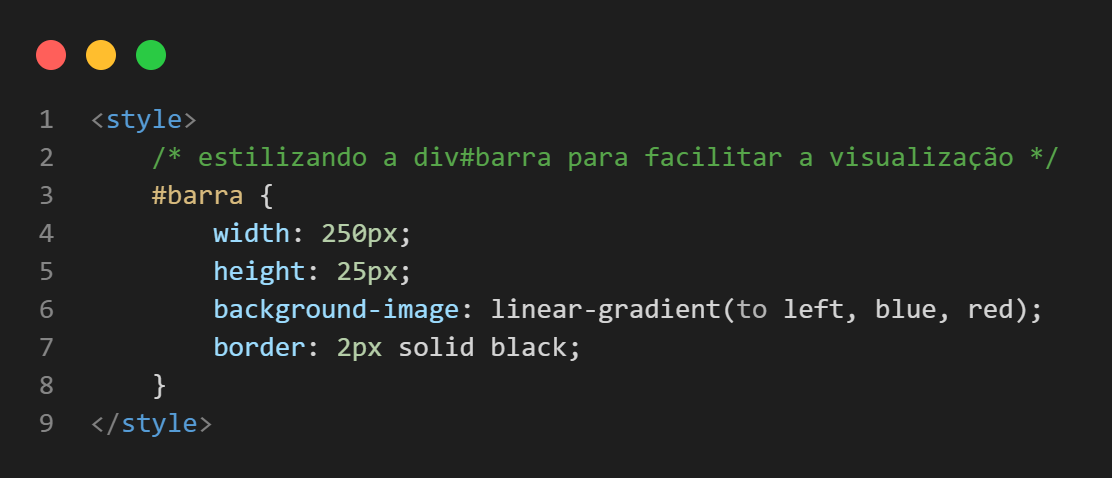 1 <style>
2 /* estilizando a div#barra para facilitar a visualização */
3 #barra {
4 width: 250px;
5 height: 25px;
6 background-image: linear-gradient(to left, blue, red);
7 border: 2px solid black;
8 }
9 </style>